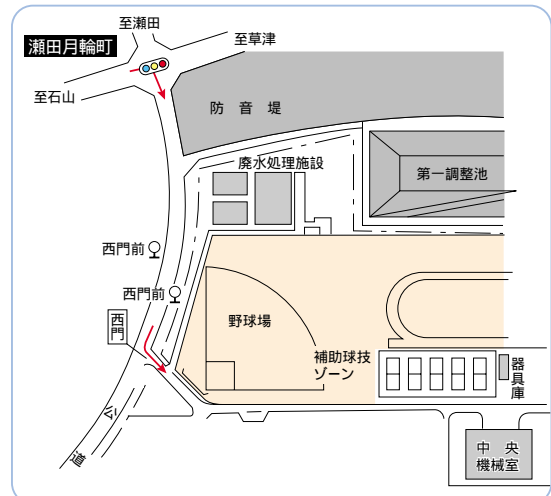 至瀬田
瀬田月輪町
至草津
至石山
防音堤
廃水処理施設
第一調整池
西門前
西門前
西門
野球場
補助球技
ゾーン
器具庫
公道
中央
機械室